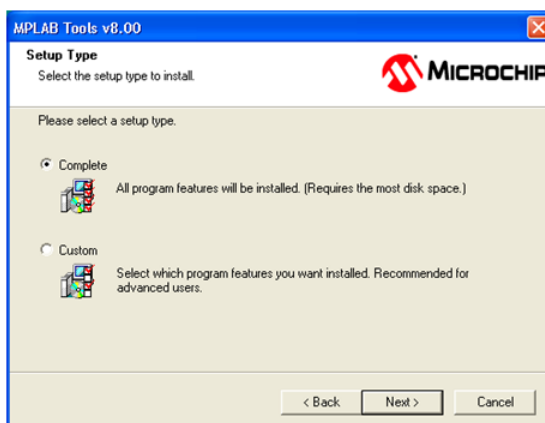 MPLAB Tools v8.00
Setup Type
Select the setup type to install.
MICROCHIP
Please select a setup type.
Complete
All program features will be installed. (Requires the most disk space.)
Custom
Select which program features you want installed. Recommended for
advanced users.
< Back
Next >
Cancel